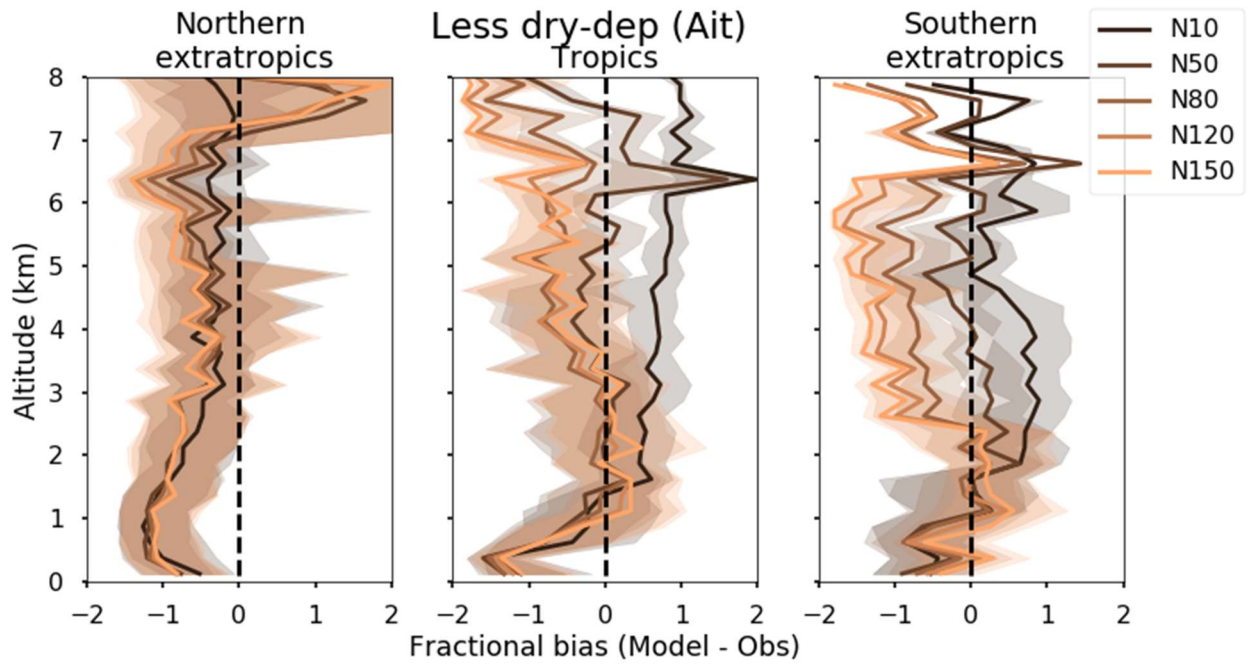 Less dry-dep (Ait)
Northern
extratropics
Tropics
Southern
extratropics
N10
N50
N80
N120
N150
Altitude (km)
8
7
6
5
4
3
2
1
0
−2 −1 0 1 2
−2 −1 0 1 2
−2 −1 0 1 2
Fractional bias (Model - Obs)